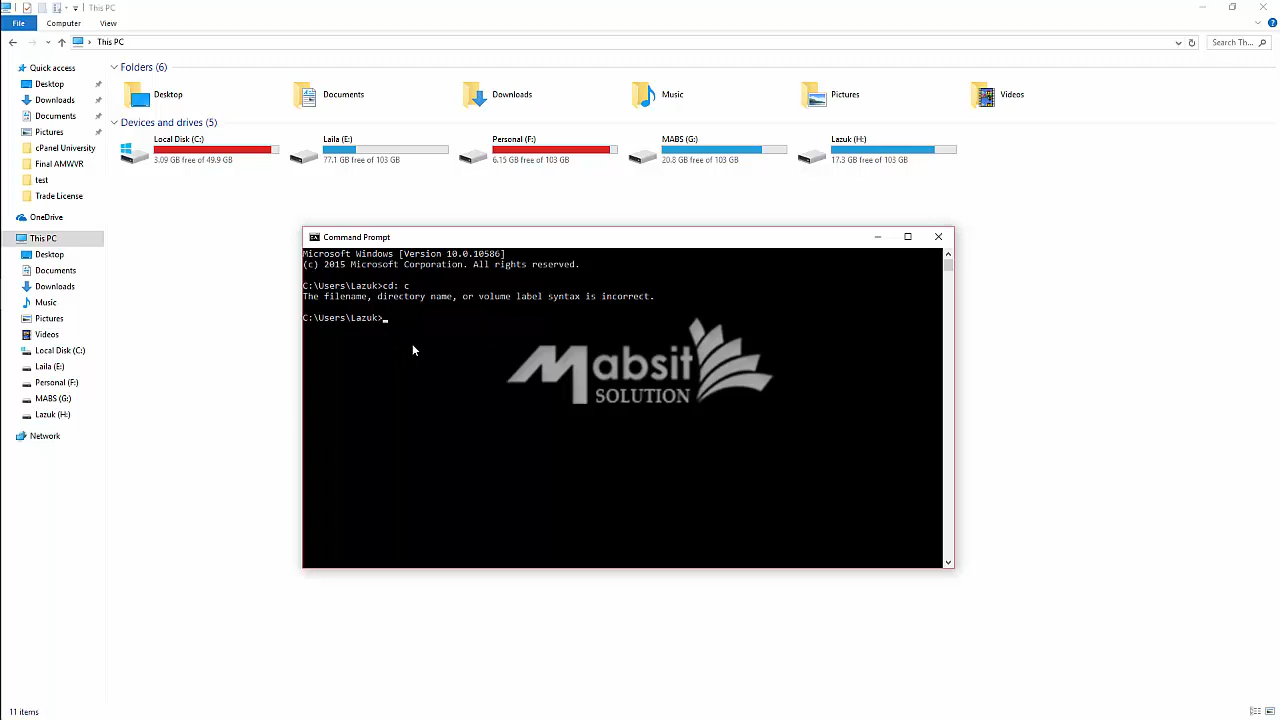 This PC
File
Computer
View
This PC
Search Th...
Quick access
Desktop
Downloads
Documents
Pictures
cPanel University
Final AMWVR
test
Trade License
OneDrive
This PC
Desktop
Documents
Downloads
Music
Pictures
Videos
Local Disk (C:)
Laila (E:)
Personal (F:)
MABS (G:)
Lazuk (H:)
Network
Folders (6)
Desktop
Documents
Downloads
Music
Pictures
Videos
Devices and drives (5)
Local Disk (C:)
3.09 GB free of 49.9 GB
Laila (E:)
77.1 GB free of 103 GB
Personal (F:)
6.15 GB free of 103 GB
MABS (G:)
20.8 GB free of 103 GB
Lazuk (H:)
17.3 GB free of 103 GB
Command Prompt
Microsoft Windows [Version 10.0.10586]
(c) 2015 Microsoft Corporation. All rights reserved.
C:\Users\Lazuk>cd: c
The filename, directory name, or volume label syntax is incorrect.
C:\Users\Lazuk>_
Mabsit
SOLUTION
11 items